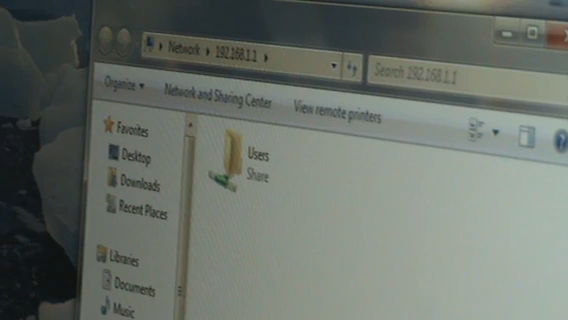 Network ▸ 192.168.1.1 ▸
Search 192.168.1.1
Organize ▾ Network and Sharing Center View remote printers
Favorites
Desktop
Downloads
Recent Places
Libraries
Documents
Music
Users
Share